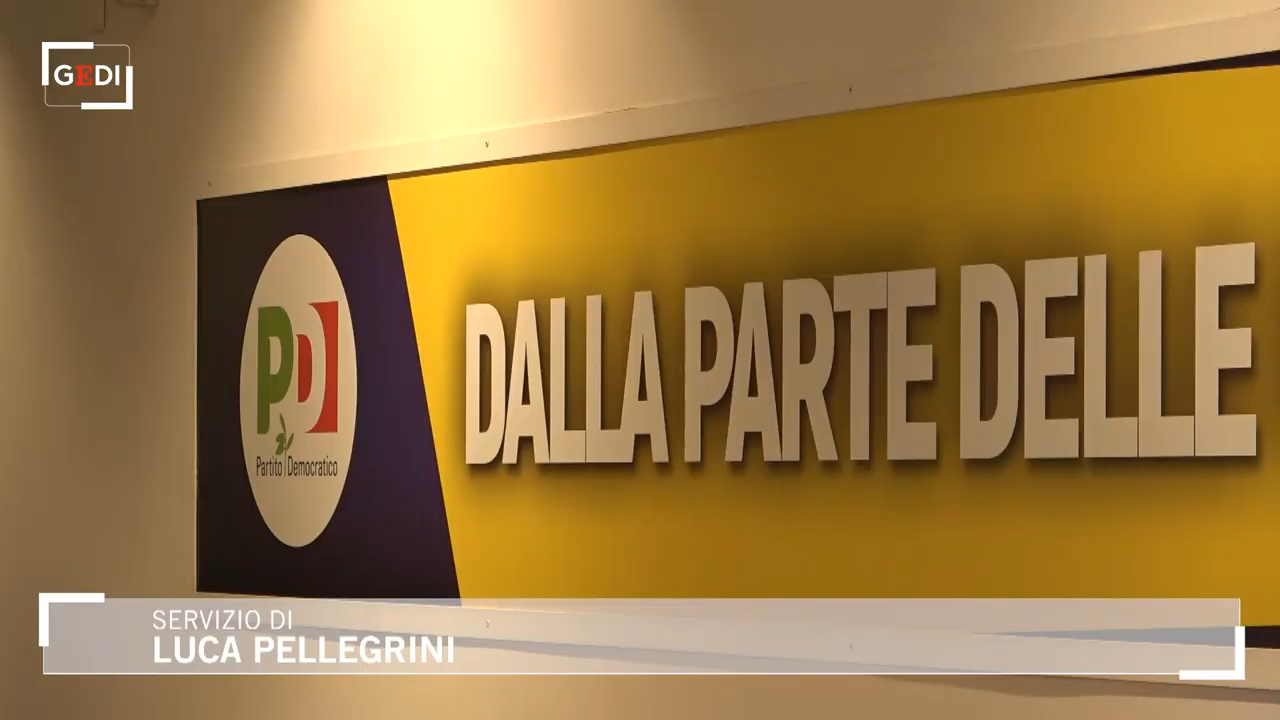 GEDI
DALLA PARTE DELLE
PD
Partito Democratico
SERVIZIO DI
LUCA PELLEGRINI